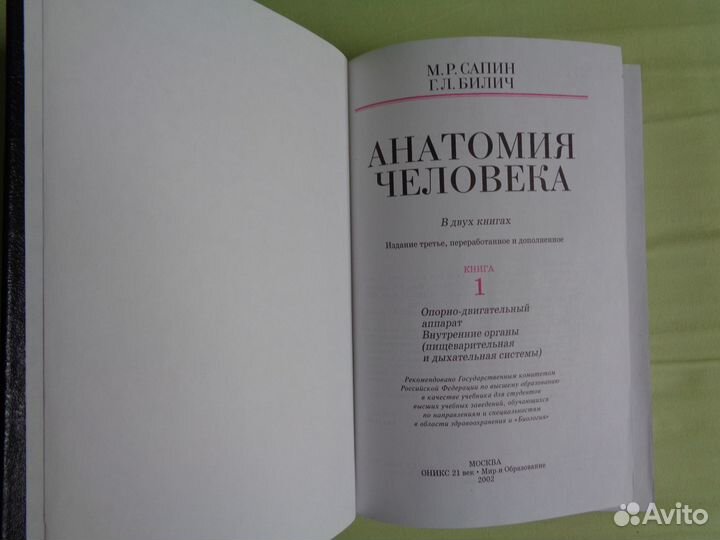 М.Р.САПИН
Г.Л.БИЛИЧ
АНАТОМИЯ
ЧЕЛОВЕКА
В двух книгах
Издание третье, переработанное и дополненное
КНИГА
1
Опорно-двигательный
аппарат
Внутренние органы
(пищеварительная
и дыхательная системы)
Рекомендовано Государственным комитетом
Российской Федерации по высшему образованию
в качестве учебника для студентов
высших учебных заведений, обучающихся
по направлениям и специальностям
в области здравоохранения и «Биология»
МОСКВА
ОНИКС 21 век • Мир и Образование
2002
Avito